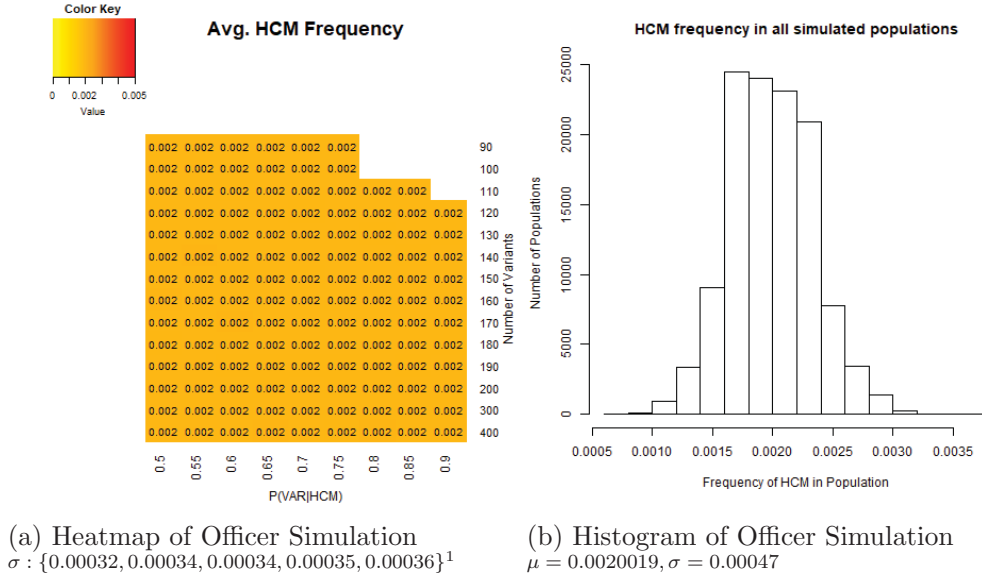 Color Key
0 0.002 0.005
Value
Avg. HCM Frequency
0.002 0.002 0.002 0.002 0.002 0.002 90
0.002 0.002 0.002 0.002 0.002 0.002 100
0.002 0.002 0.002 0.002 0.002 0.002 0.002 0.002 110
0.002 0.002 0.002 0.002 0.002 0.002 0.002 0.002 0.002 120
0.002 0.002 0.002 0.002 0.002 0.002 0.002 0.002 0.002 130
0.002 0.002 0.002 0.002 0.002 0.002 0.002 0.002 0.002 140
0.002 0.002 0.002 0.002 0.002 0.002 0.002 0.002 0.002 150
0.002 0.002 0.002 0.002 0.002 0.002 0.002 0.002 0.002 160
0.002 0.002 0.002 0.002 0.002 0.002 0.002 0.002 0.002 170
0.002 0.002 0.002 0.002 0.002 0.002 0.002 0.002 0.002 180
0.002 0.002 0.002 0.002 0.002 0.002 0.002 0.002 0.002 190
0.002 0.002 0.002 0.002 0.002 0.002 0.002 0.002 0.002 200
0.002 0.002 0.002 0.002 0.002 0.002 0.002 0.002 0.002 300
0.002 0.002 0.002 0.002 0.002 0.002 0.002 0.002 0.002 400
Number of Variants
0.5 0.55 0.6 0.65 0.7 0.75 0.8 0.85 0.9
P(VAR|HCM)
(a) Heatmap of Officer Simulation
σ : {0.00032, 0.00034, 0.00034, 0.00035, 0.00036}¹
HCM frequency in all simulated populations
25000
20000
15000
10000
5000
0
Number of Populations
0.0005 0.0010 0.0015 0.0020 0.0025 0.0030 0.0035
Frequency of HCM in Population
(b) Histogram of Officer Simulation
μ = 0.0020019, σ = 0.00047